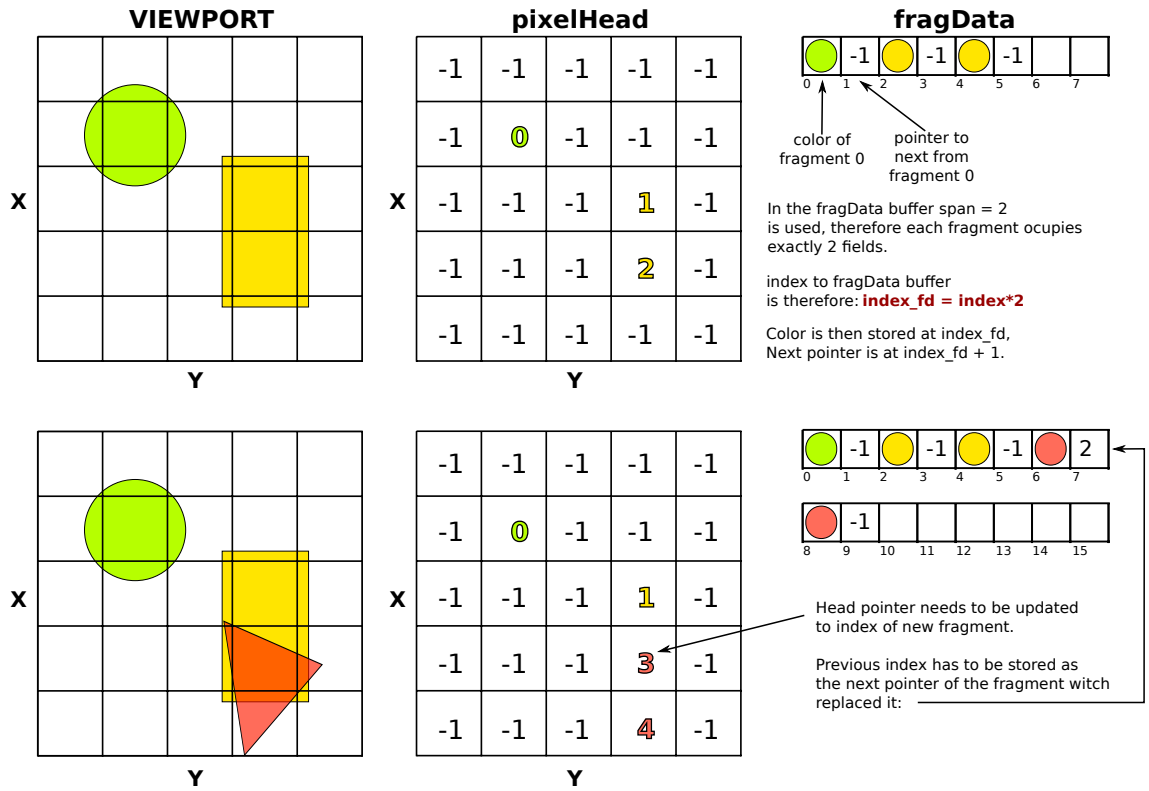 VIEWPORT pixelHead fragData
-1 -1 -1 -1 -1
-1 -1 -1
0 1 2 3 4 5 6 7
-1 0 -1 -1 -1
color of
fragment 0
pointer to
next from
fragment 0
X X
-1 -1 -1 1 -1
In the fragData buffer span = 2
is used, therefore each fragment ocupies
exactly 2 fields.
-1 -1 -1 2 -1
index to fragData buffer
is therefore: index_fd = index*2
-1 -1 -1 -1 -1
Color is then stored at index_fd,
Next pointer is at index_fd + 1.
Y Y
-1 -1 -1 -1 -1
-1 -1 -1 2
0 1 2 3 4 5 6 7
-1 0 -1 -1 -1
-1
8 9 10 11 12 13 14 15
X X
-1 -1 -1 1 -1
Head pointer needs to be updated
to index of new fragment.
-1 -1 -1 3 -1
Previous index has to be stored as
the next pointer of the fragment witch
replaced it:
-1 -1 -1 4 -1
Y Y